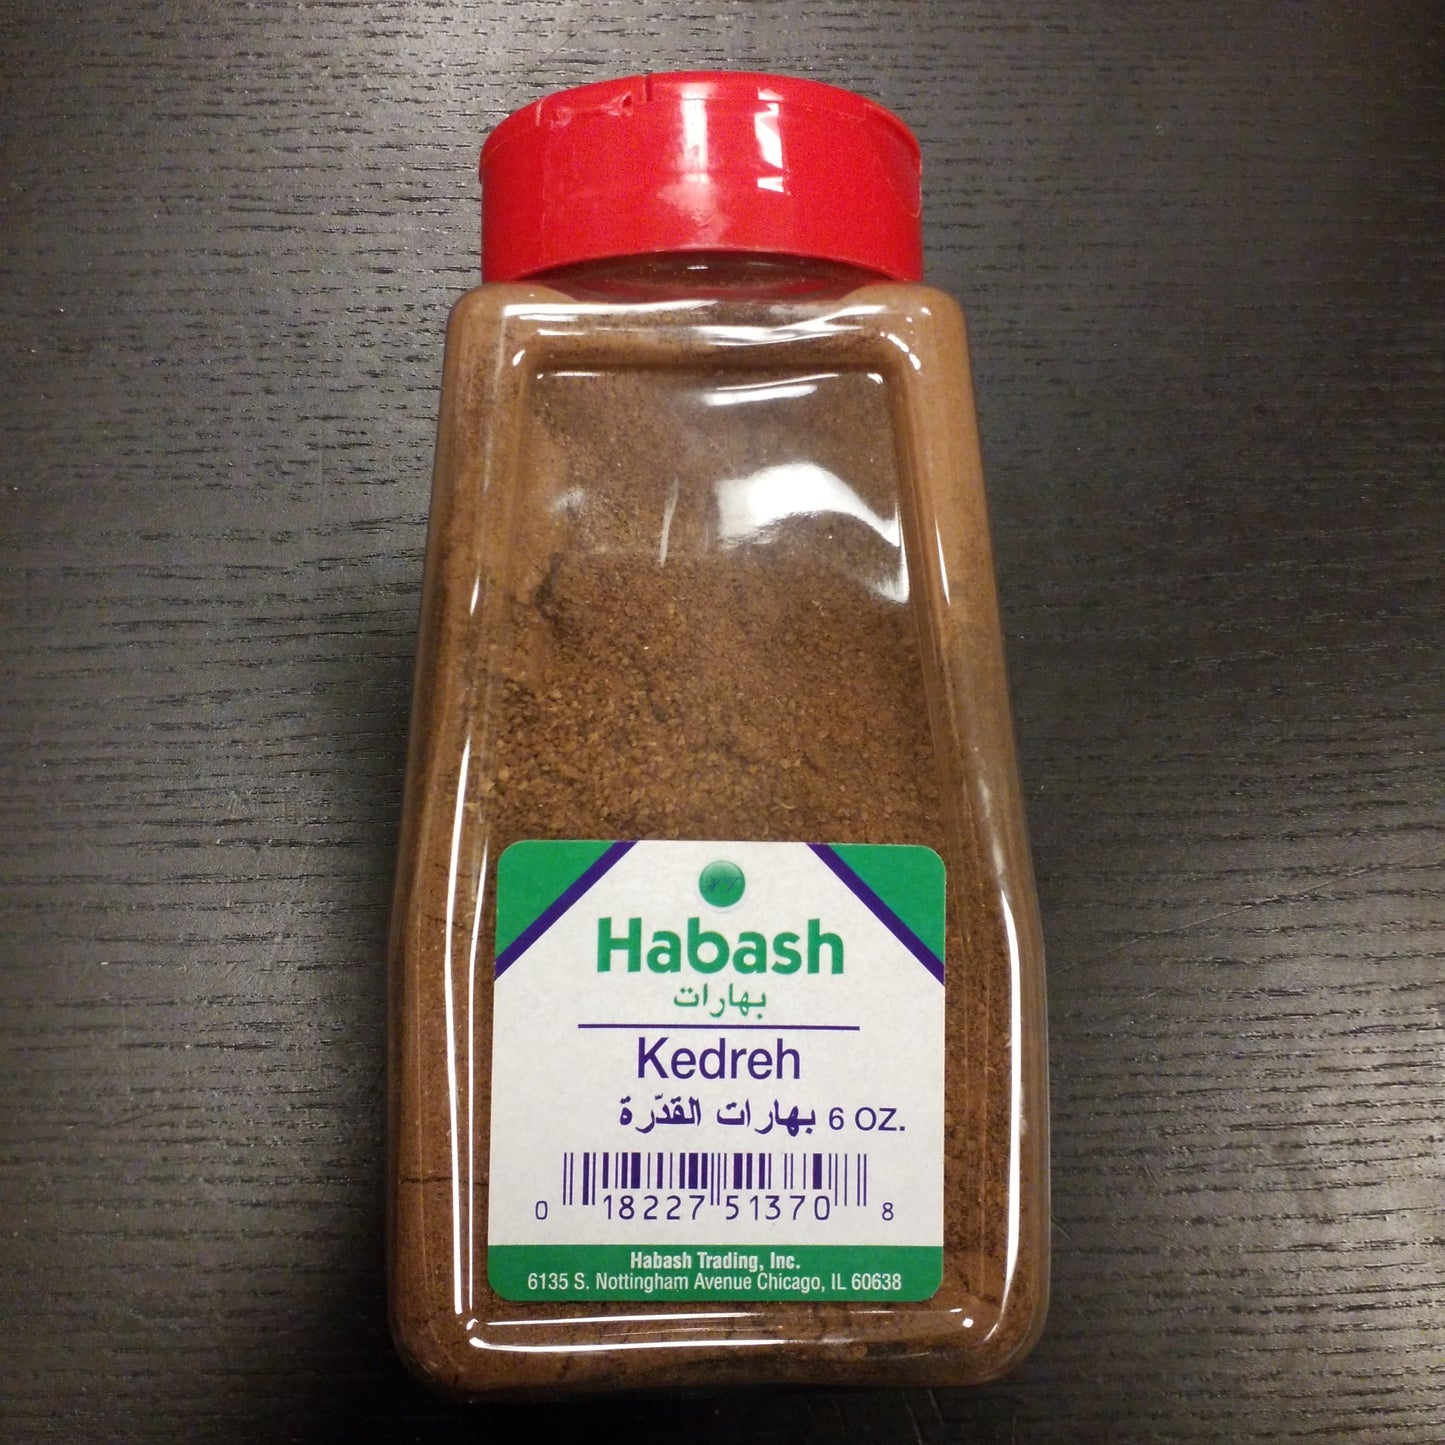 Habash
بهارات
Kedreh
بهارات القدّرة 6 OZ.
0 18227 51370 8
Habash Trading, Inc.
6135 S. Nottingham Avenue Chicago, IL 60638